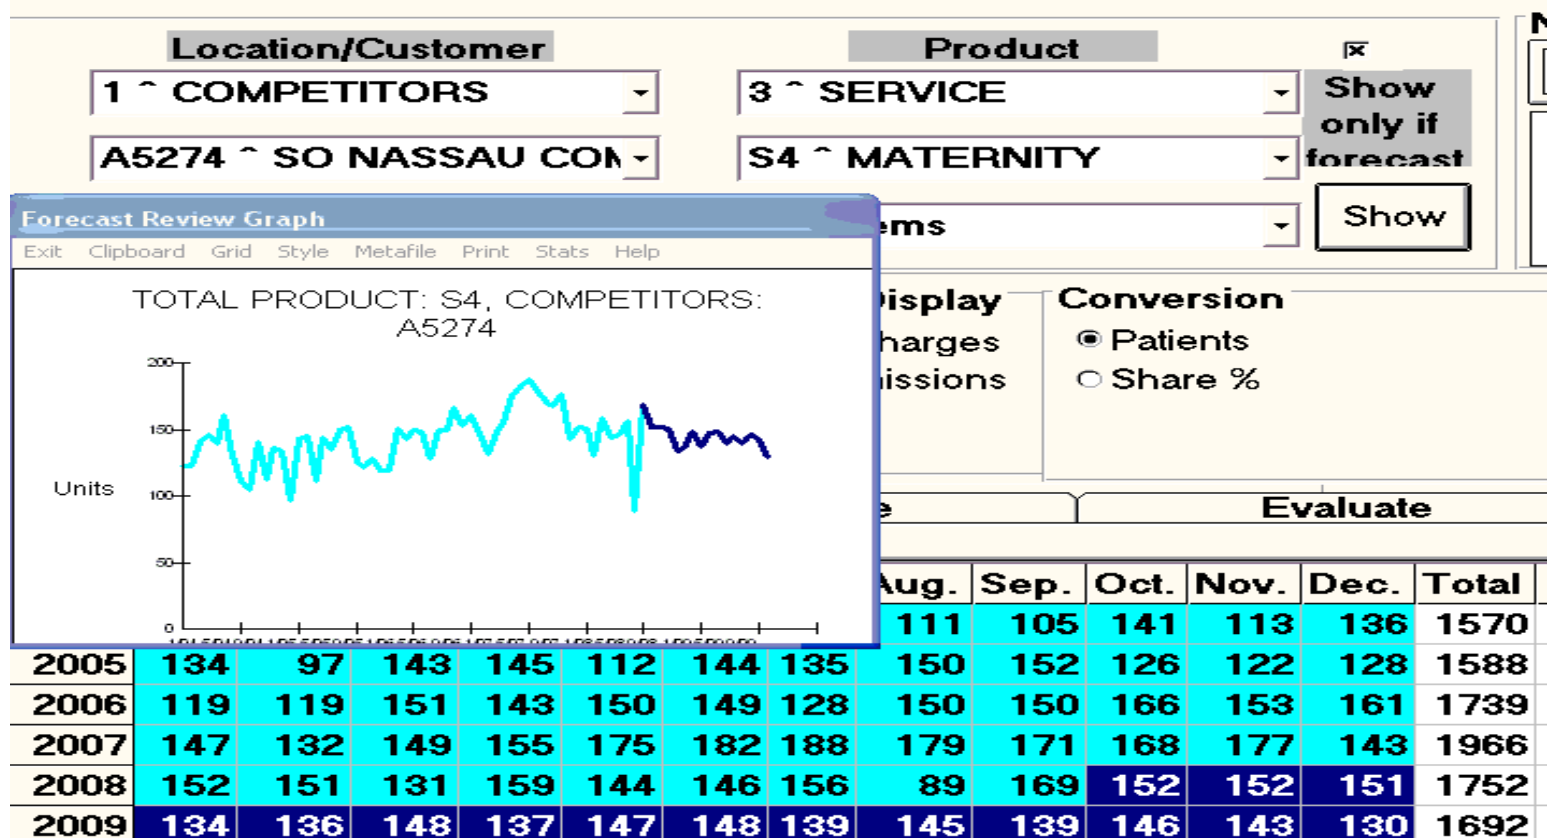 Location/Customer
Product
Show
only if
forecast
1 ^ COMPETITORS
3 ^ SERVICE
A5274 ^ SO NASSAU
S4 ^ MATERNITY
Show
Forecast Review Graph
Exit Clipboard Grid Style Metafile Print Stats Help
TOTAL PRODUCT: S4, COMPETITORS:
A5274
Conversion
Patients
Share %
200
150
Units
100
50
0
Evaluate
Sep. Oct. Nov. Dec. Total
111 105 141 113 136 1570
2005 134 97 143 145 112 144 135 150 152 126 122 128 1588
2006 119 119 151 143 150 149 128 150 150 166 153 161 1739
2007 147 132 149 155 175 182 188 179 171 168 177 143 1966
2008 152 151 131 159 144 146 156 89 169 152 152 151 1752
2009 134 136 148 137 147 148 139 145 139 146 143 130 1692